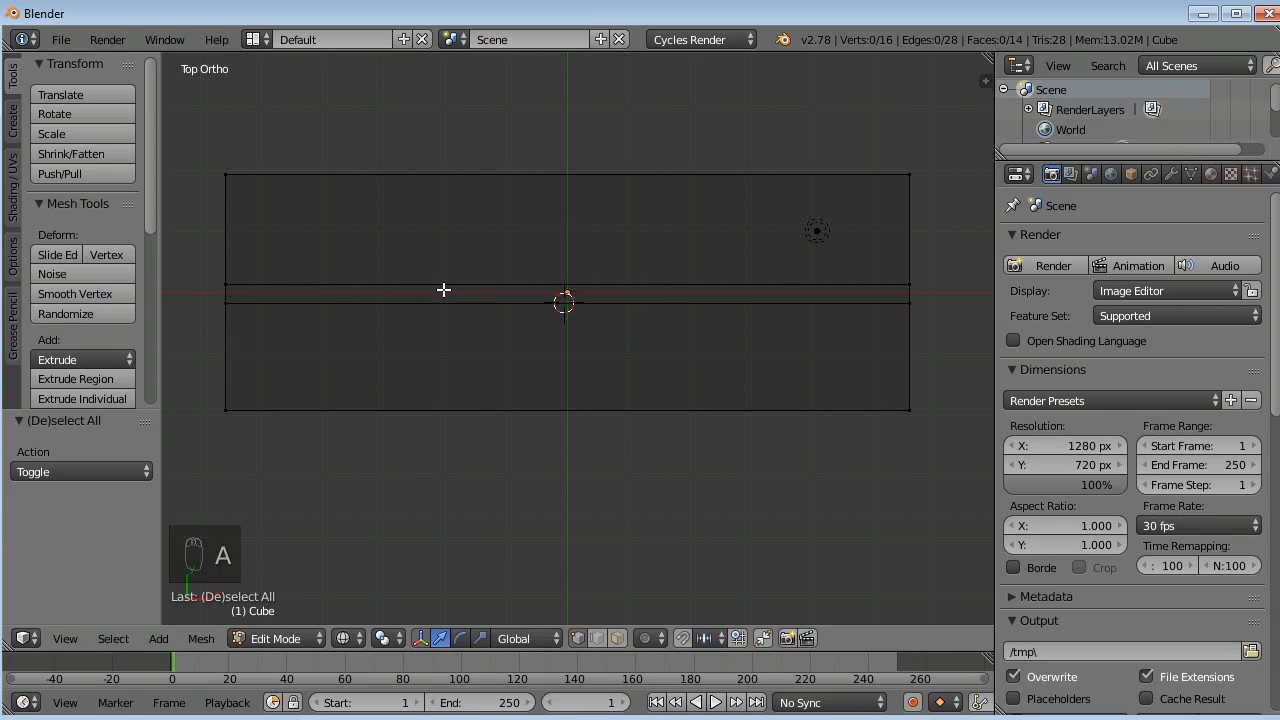 Blender
File Render Window Help Default Scene Cycles Render v2.78 | Verts:0/16 | Edges:0/28 | Faces:0/14 | Tris:28 | Mem:13.02M | Cube
Tools
Create
Shading / UVs
Options
Grease Pencil
Transform
Translate
Rotate
Scale
Shrink/Fatten
Push/Pull
Mesh Tools
Deform:
Slide Ed Vertex
Noise
Smooth Vertex
Randomize
Add:
Extrude
Extrude Region
Extrude Individual
(De)select All
Action
Toggle
Top Ortho
A
Last: (De)select All
(1) Cube
View Select Add Mesh Edit Mode Global
-40 -20 0 20 40 60 80 100 120 140 160 180 200 220 240 260
View Marker Frame Playback Start: 1 End: 250 1 No Sync
View Search All Scenes
Scene
RenderLayers |
World
Scene
Render
Render Animation Audio
Display: Image Editor
Feature Set: Supported
Open Shading Language
Dimensions
Render Presets
Resolution: Frame Range:
X: 1280 px Start Frame: 1
Y: 720 px End Frame: 250
100% Frame Step: 1
Aspect Ratio: Frame Rate:
X: 1.000 30 fps
Y: 1.000 Time Remapping:
Borde Crop : 100 N:100
Metadata
Output
/tmp\
Overwrite File Extensions
Placeholders Cache Result